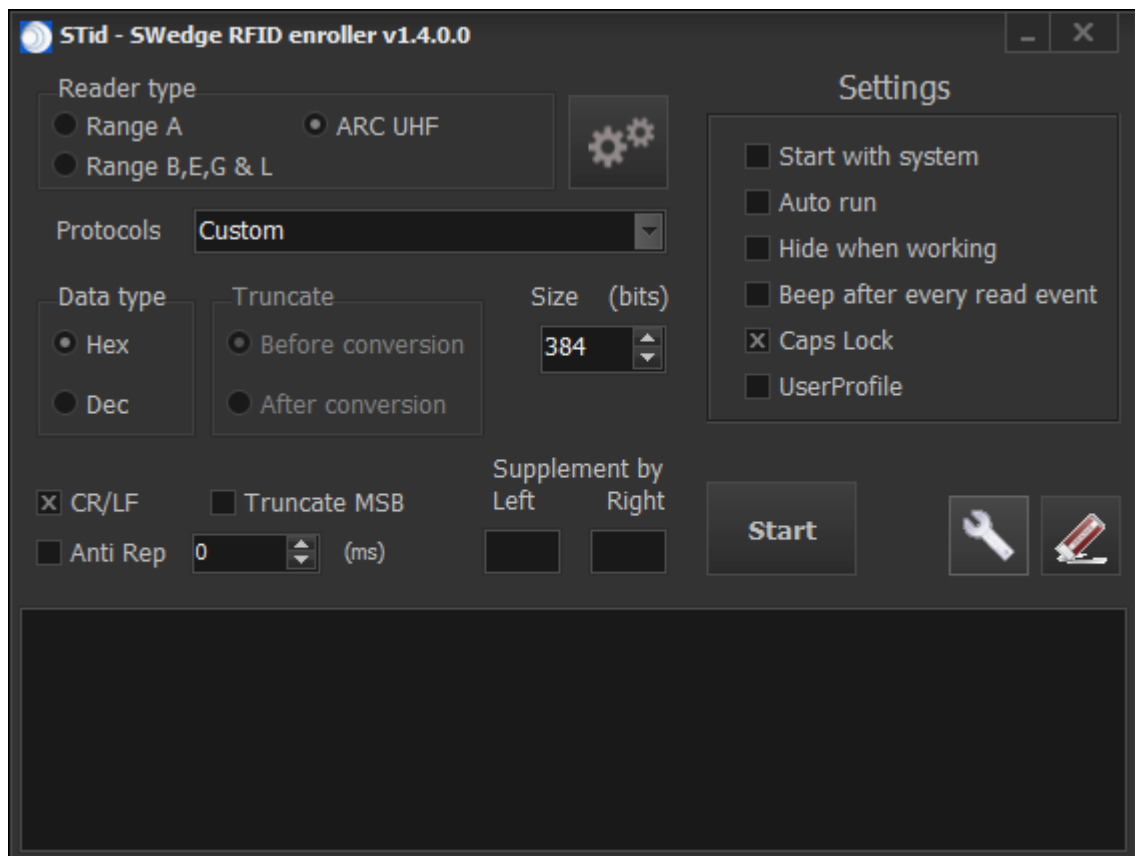 STid - SWedge RFID enroller v1.4.0.0
Reader type
Range A
ARC UHF
Range B,E,G & L
Protocols
Custom
Data type
Hex
Dec
Truncate
Before conversion
After conversion
Size (bits)
384
CR/LF
Truncate MSB
Anti Rep
0
(ms)
Supplement by
Left Right
Settings
Start with system
Auto run
Hide when working
Beep after every read event
Caps Lock
UserProfile
Start